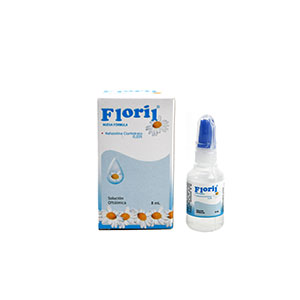 Floril®
NUEVA FÓRMULA
• Nafazolina Clorhidrato
0,03%
Solución
Oftálmica
8 mL
Floril